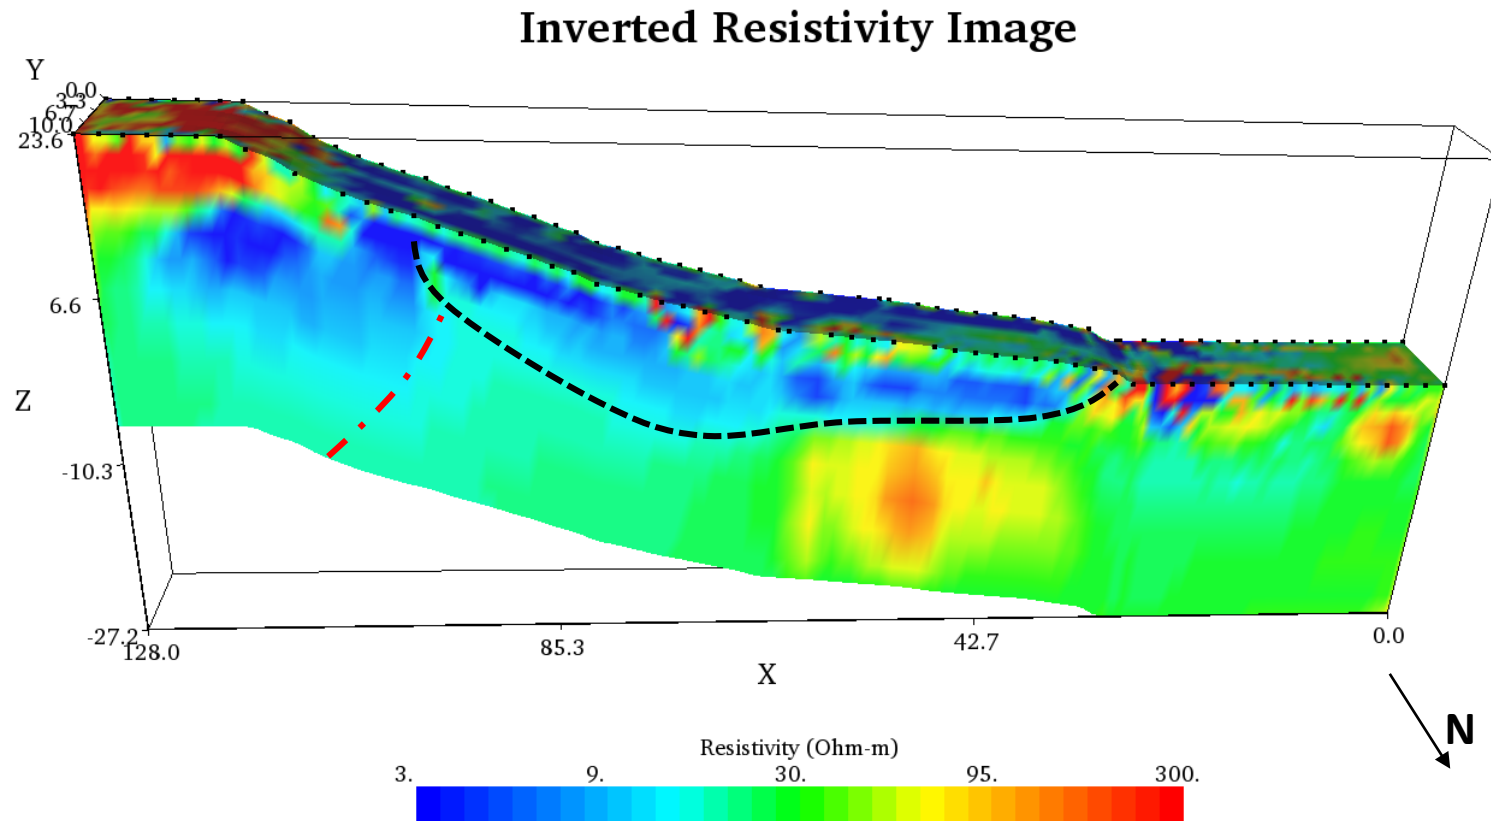 Inverted Resistivity Image
Y
0.0
3.3
6.7
10.0
23.6
6.6
Z
-10.3
-27.2
128.0
85.3
42.7
0.0
X
N
Resistivity (Ohm-m)
3. 9. 30. 95. 300.